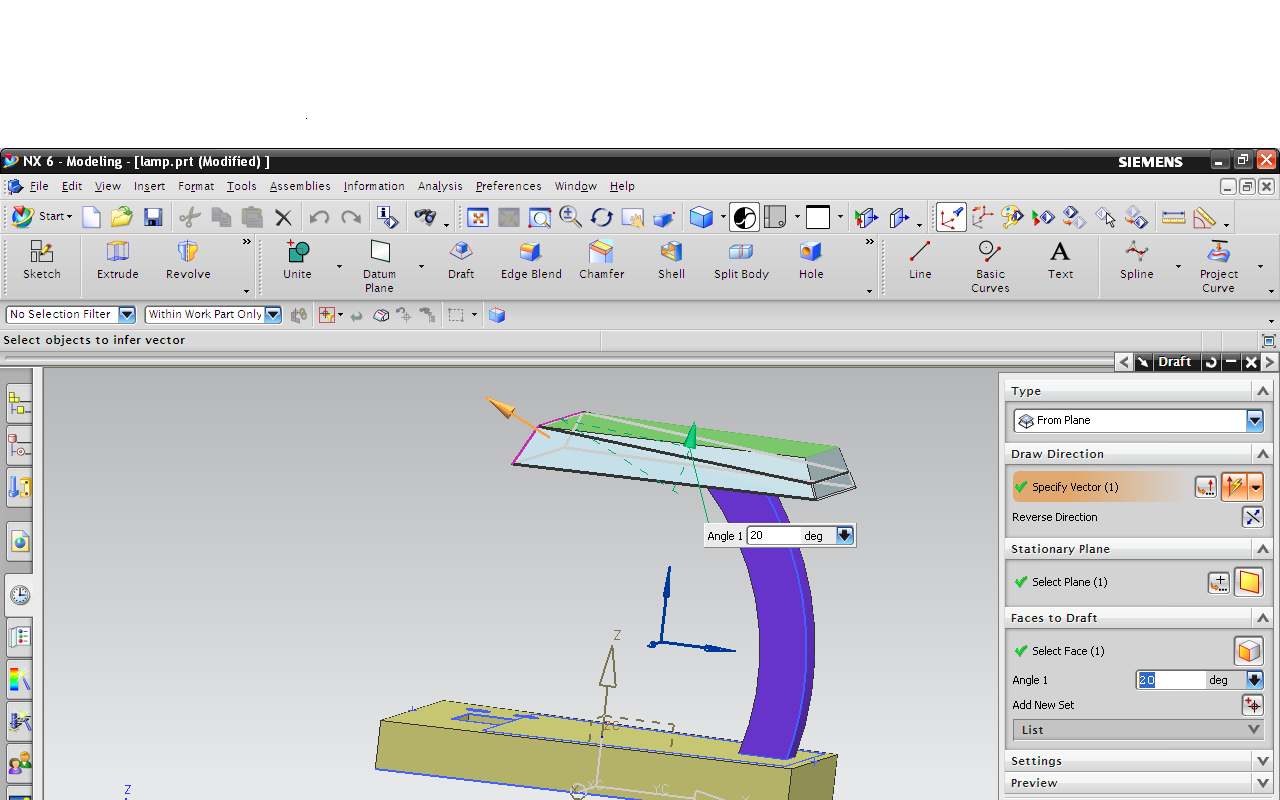 NX 6 - Modeling - [lamp.prt (Modified) ]
SIEMENS
File Edit View Insert Format Tools Assemblies Information Analysis Preferences Window Help
Start
Sketch Extrude Revolve Unite Datum Plane Draft Edge Blend Chamfer Shell Split Body Hole Line Basic Curves Text Spline Project Curve
No Selection Filter Within Work Part Only
Select objects to infer vector
Draft
Type
From Plane
Draw Direction
Specify Vector (1)
Reverse Direction
Stationary Plane
Select Plane (1)
Faces to Draft
Select Face (1)
Angle 1 20 deg
Add New Set
List
Settings
Preview
Angle 1 20 deg
Z
YC
Z